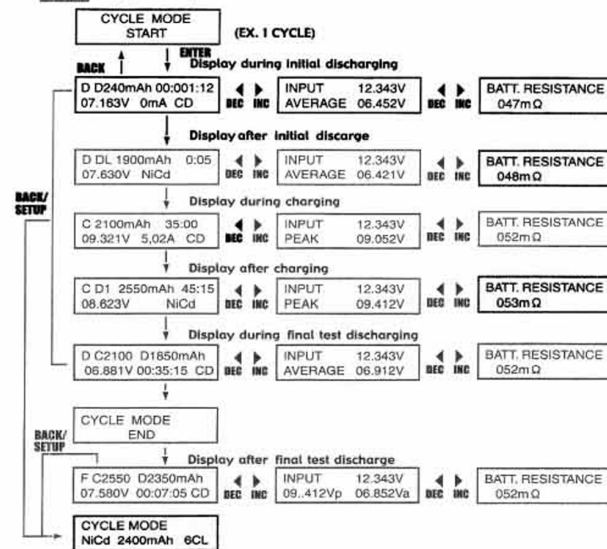 CYCLE MODE
START
(EX. 1 CYCLE)
BACK
ENTER
Display during initial discharging
D D240mAh 00:001:12
07.163V 0mA CD
DEC INC
INPUT 12.343V
AVERAGE 06.452V
DEC INC
BATT. RESISTANCE
047mΩ
Display after initial discarge
D DL 1900mAh 0:05
07.630V NiCd
DEC INC
INPUT 12.343V
AVERAGE 06.421V
DEC INC
BATT. RESISTANCE
048mΩ
BACK/
SETUP
Display during charging
C 2100mAh 35:00
09.321V 5,02A CD
DEC INC
INPUT 12.343V
PEAK 09.052V
DEC INC
BATT. RESISTANCE
052mΩ
Display after charging
C D1 2550mAh 45:15
08.623V NiCd
DEC INC
INPUT 12.343V
PEAK 09.412V
DEC INC
BATT. RESISTANCE
053mΩ
Display during final test discharging
D C2100 D1650mAh
06.881V 00:35:15 CD
DEC INC
INPUT 12.343V
AVERAGE 06.912V
DEC INC
BATT. RESISTANCE
052mΩ
CYCLE MODE
END
BACK/
SETUP
Display after final test discharge
F C2550 D2350mAh
07.580V 00:07:05 CD
DEC INC
INPUT 12.343V
09..412Vp 06.852Va
DEC INC
BATT. RESISTANCE
052mΩ
CYCLE MODE
NiCd 2400mAh 6CL